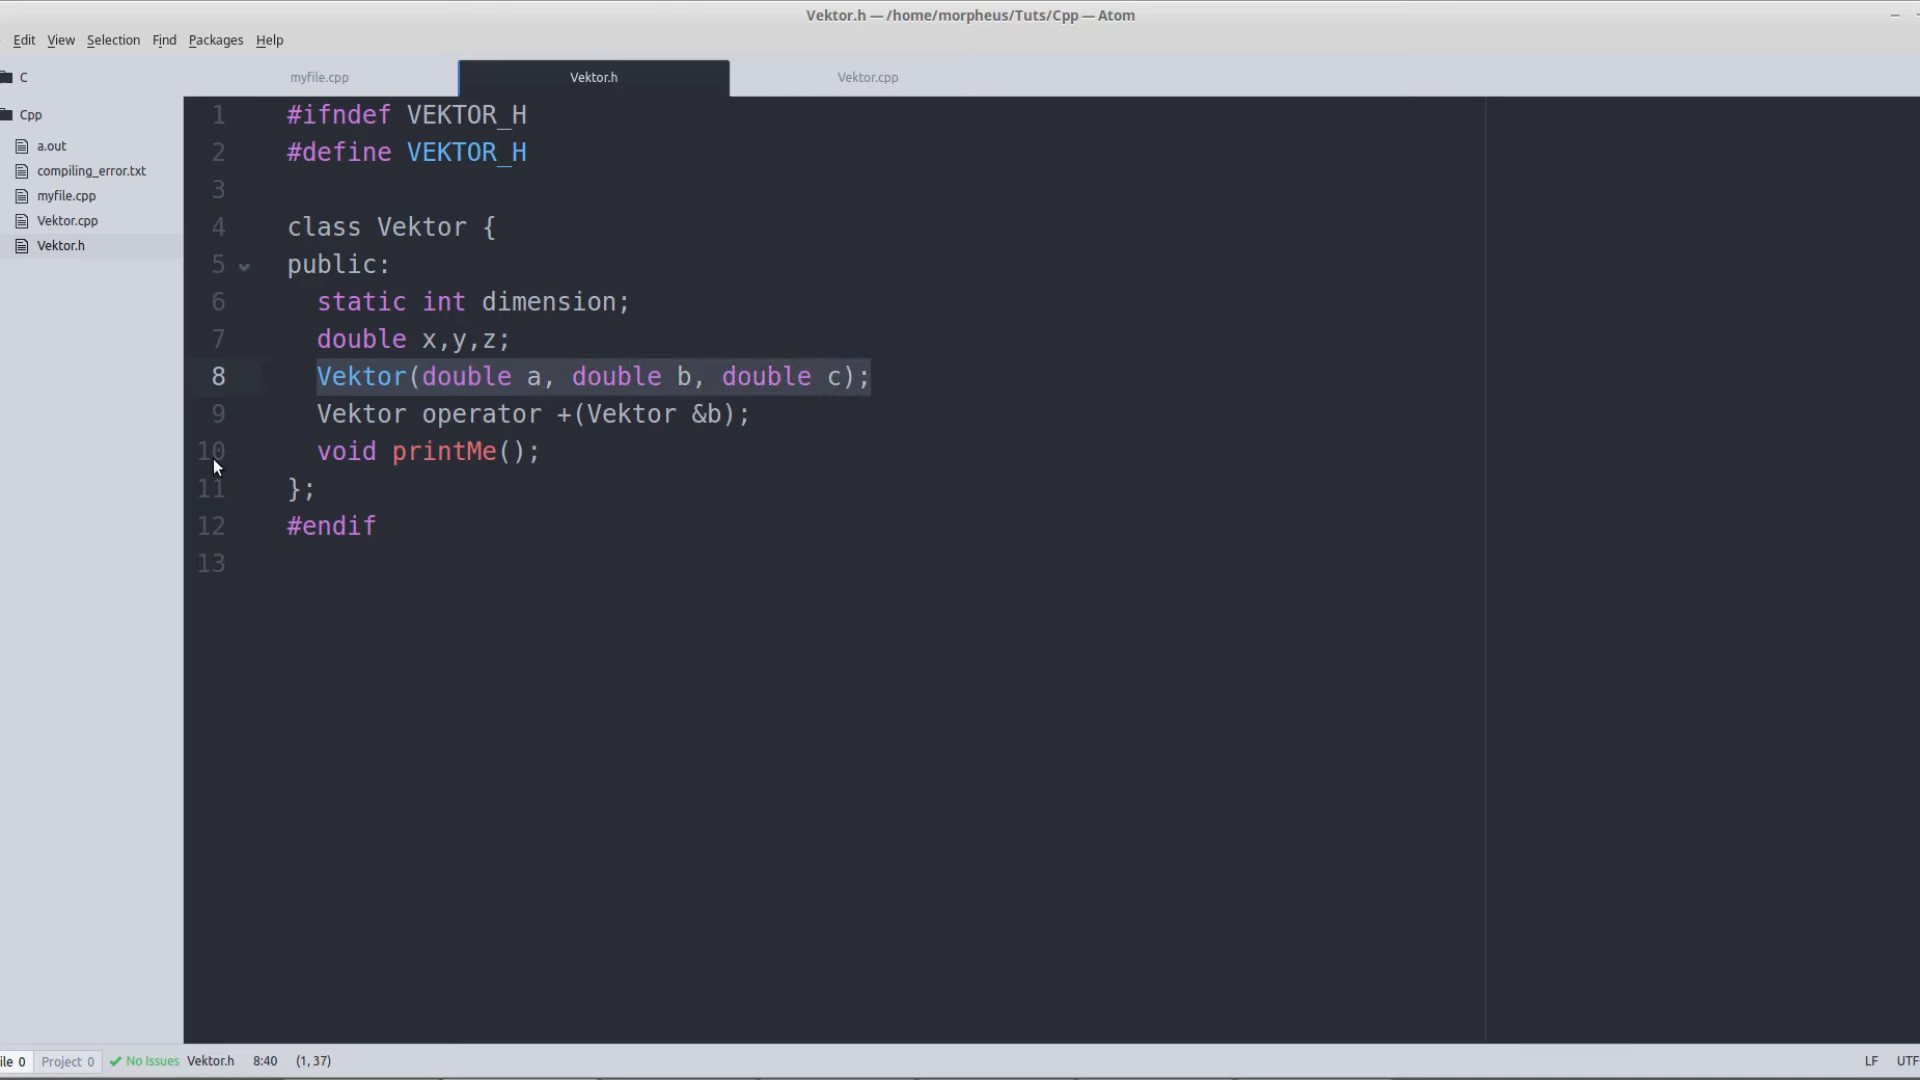 Vektor.h — /home/morpheus/Tuts/Cpp — Atom
Edit View Selection Find Packages Help
C
Cpp
a.out
compiling_error.txt
myfile.cpp
Vektor.cpp
Vektor.h
myfile.cpp Vektor.h Vektor.cpp
1 #ifndef VEKTOR_H
2 #define VEKTOR_H
3
4 class Vektor {
5 public:
6 static int dimension;
7 double x,y,z;
8 Vektor(double a, double b, double c);
9 Vektor operator +(Vektor &b);
10 void printMe();
11 };
12 #endif
13
ile 0 Project 0 No Issues Vektor.h 8:40 (1, 37) LF UTF